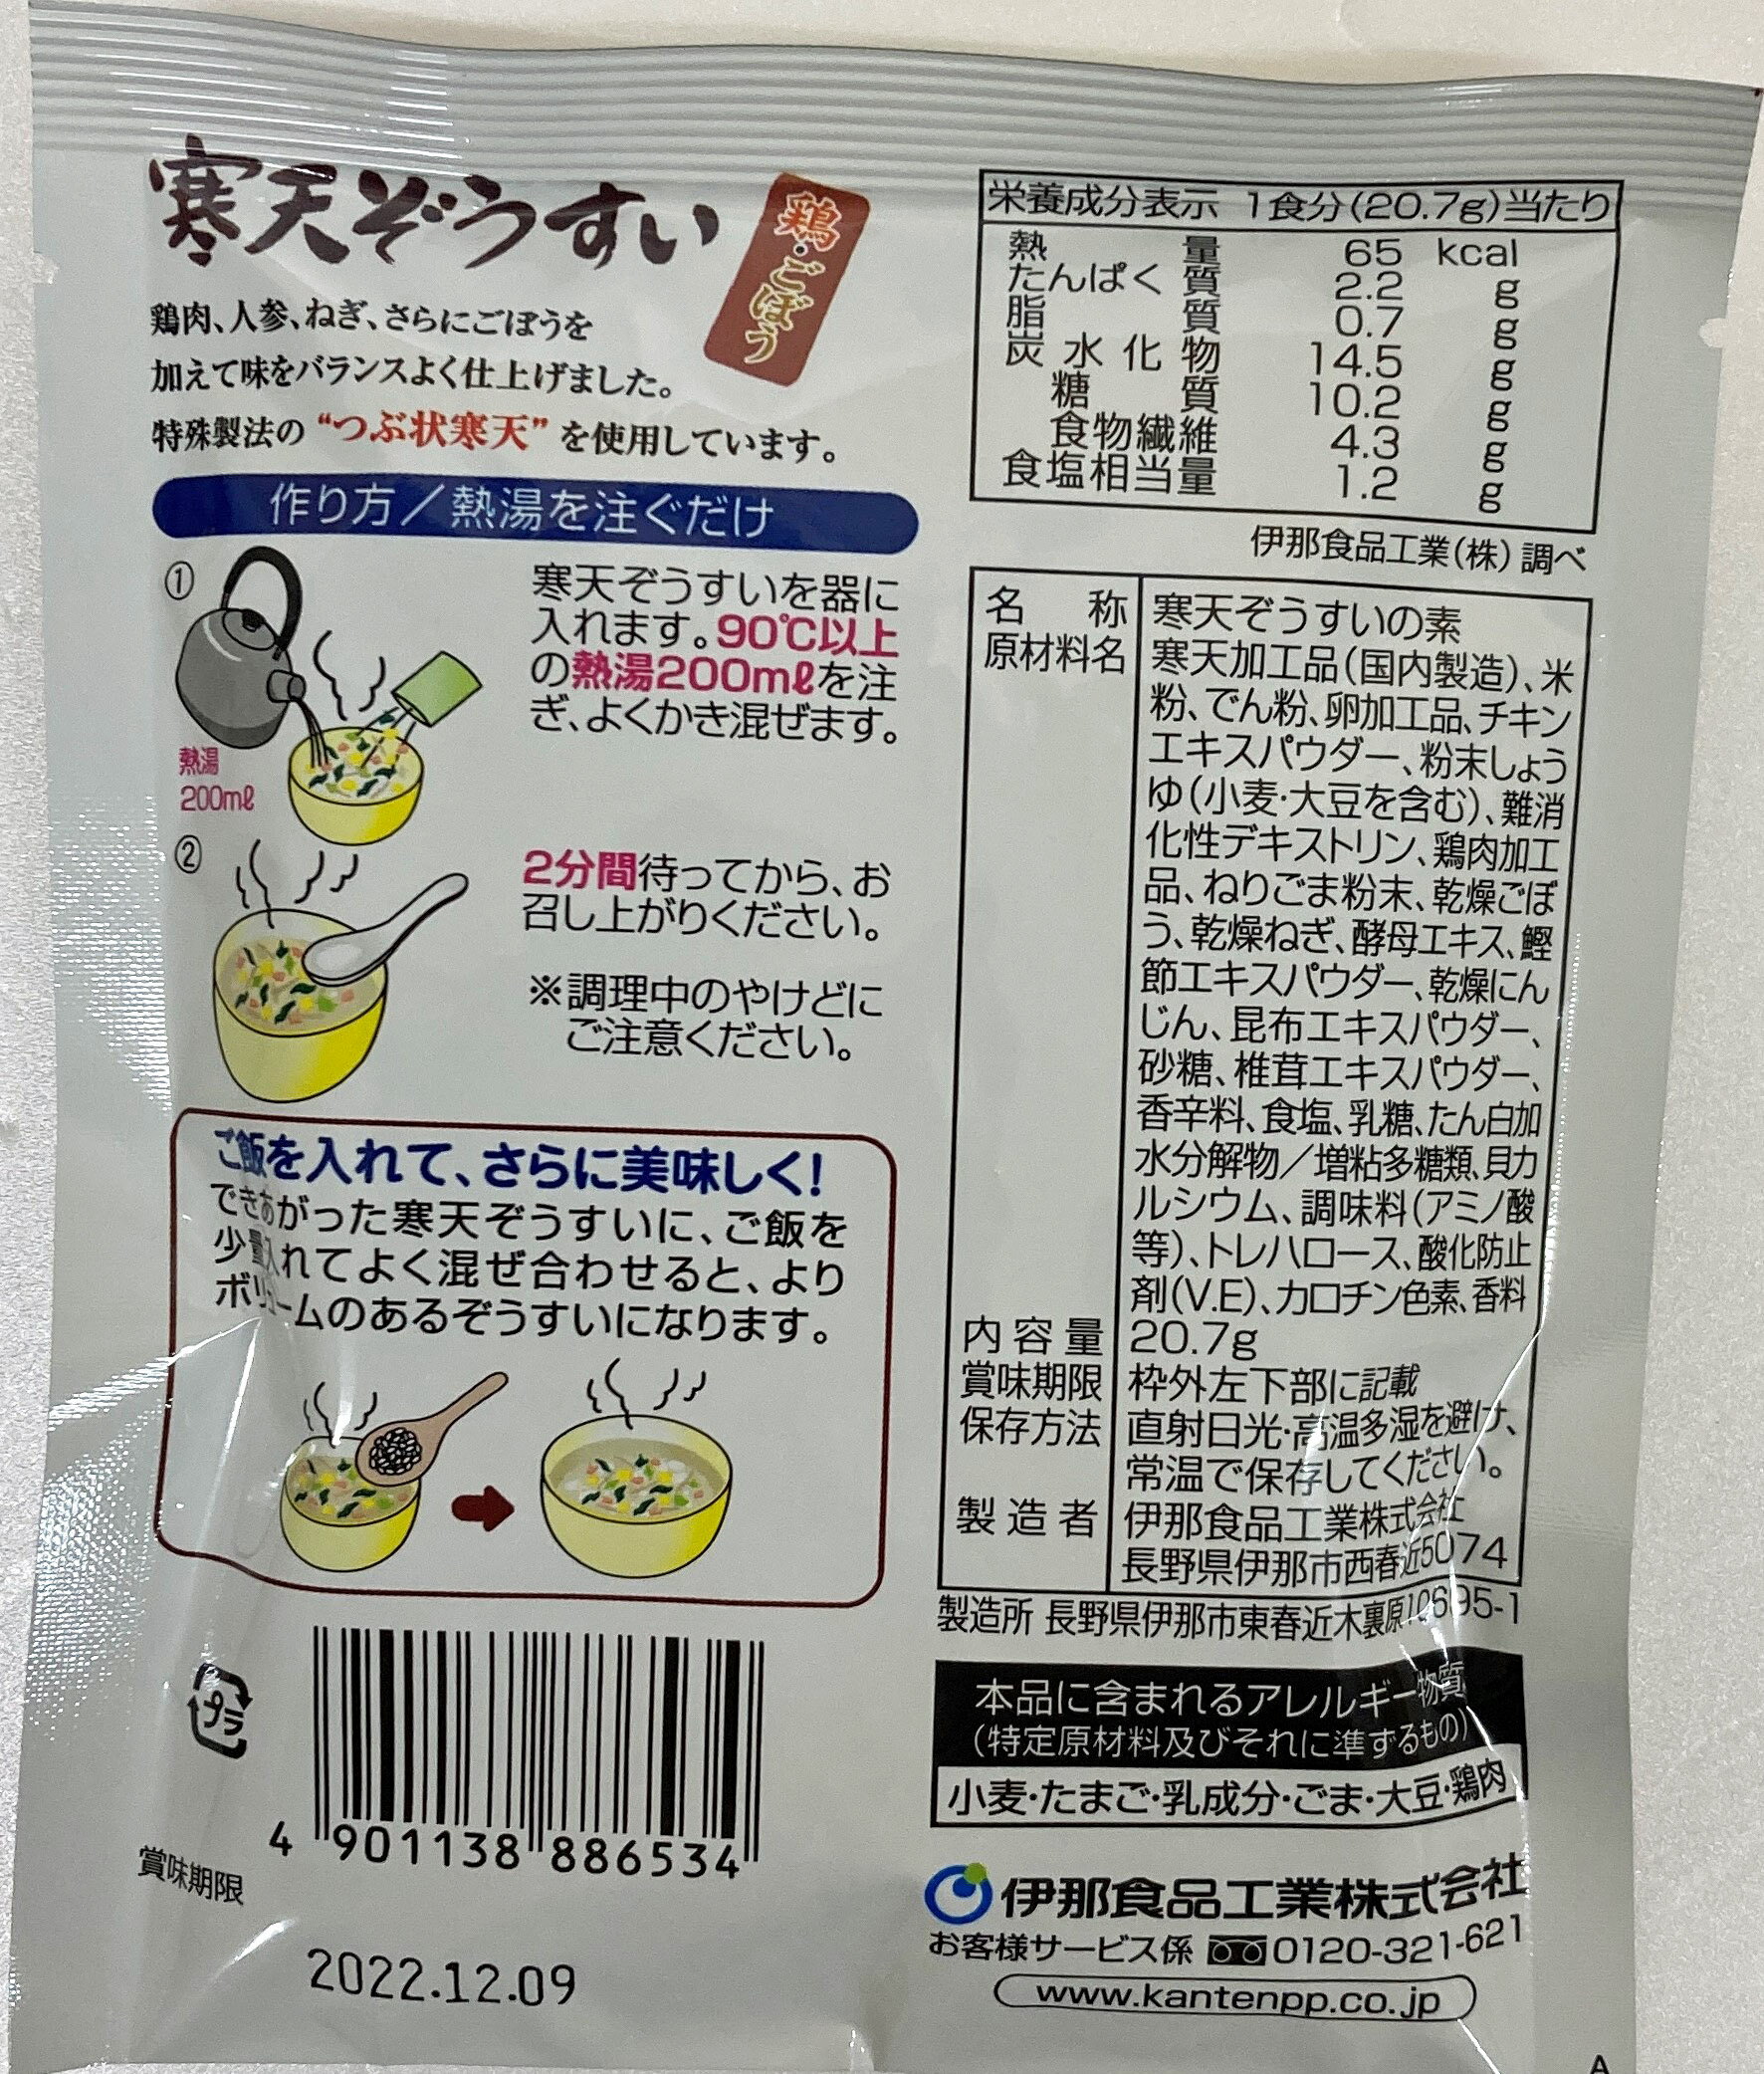 寒天ぞうすい
鶏・ごぼう
鶏肉、人参、ねぎ、さらにごぼうを
加えて味をバランスよく仕上げました。
特殊製法の“つぶ状寒天”を使用しています。
作り方／熱湯を注ぐだけ
①
寒天ぞうすいを器に
入れます。90℃以上
の熱湯200mℓを注
ぎ、よくかき混ぜます。
熱湯
200mℓ
②
2分間待ってから、お
召し上がりください。
※調理中のやけどに
ご注意ください。
ご飯を入れて、さらに美味しく!
できあがった寒天ぞうすいに、ご飯を
少量入れてよく混ぜ合わせると、より
ボリュームのあるぞうすいになります。
プラ
4 901138 886534
賞味期限
2022.12.09
栄養成分表示 1食分(20.7g)当たり
熱量 65 kcal
たんぱく質 2.2 g
脂質 0.7 g
炭水化物 14.5 g
糖質 10.2 g
食物繊維 4.3 g
食塩相当量 1.2 g
伊那食品工業(株)調べ
名称 寒天ぞうすいの素
原材料名 寒天加工品(国内製造)、米
粉、でん粉、卵加工品、チキン
エキスパウダー、粉末しょう
ゆ(小麦・大豆を含む)、難消
化性デキストリン、鶏肉加工
品、ねりごま粉末、乾燥ごぼ
う、乾燥ねぎ、酵母エキス、鰹
節エキスパウダー、乾燥にん
じん、昆布エキスパウダー、
砂糖、椎茸エキスパウダー、
香辛料、食塩、乳糖、たん白加
水分解物／増粘多糖類、貝カ
ルシウム、調味料(アミノ酸
等)、トレハロース、酸化防止
剤(V.E)、カロチン色素、香料
内容量 20.7g
賞味期限 枠外左下部に記載
保存方法 直射日光・高温多湿を避け、
常温で保存してください。
製造者 伊那食品工業株式会社
長野県伊那市西春近5074
製造所 長野県伊那市東春近木裏原10695-1
本品に含まれるアレルギー物質
(特定原材料及びそれに準ずるもの)
小麦・たまご・乳成分・ごま・大豆・鶏肉
伊那食品工業株式会社
お客様サービス係 0120-321-621
www.kantenpp.co.jp
A